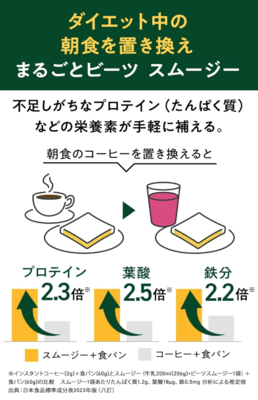 ダイエット中の
朝食を置き換え
まるごとビーツ スムージー
不足しがちなプロテイン（たんぱく質）
などの栄養素が手軽に補える。
朝食のコーヒーを置き換えると
プロテイン 葉酸 鉄分
2.3倍※ 2.5倍※ 2.2倍※
スムージー＋食パン コーヒー＋食パン
※インスタントコーヒー(2g)＋食パン(60g)とスムージー（牛乳200ml(206g)+ビーツスムージー1袋）＋
食パン(60g)の比較 スムージー1袋あたりたんぱく質1.2g、葉酸18μg、鉄0.5mg 分析による推定値
出典：日本食品標準成分表2023年版（八訂）